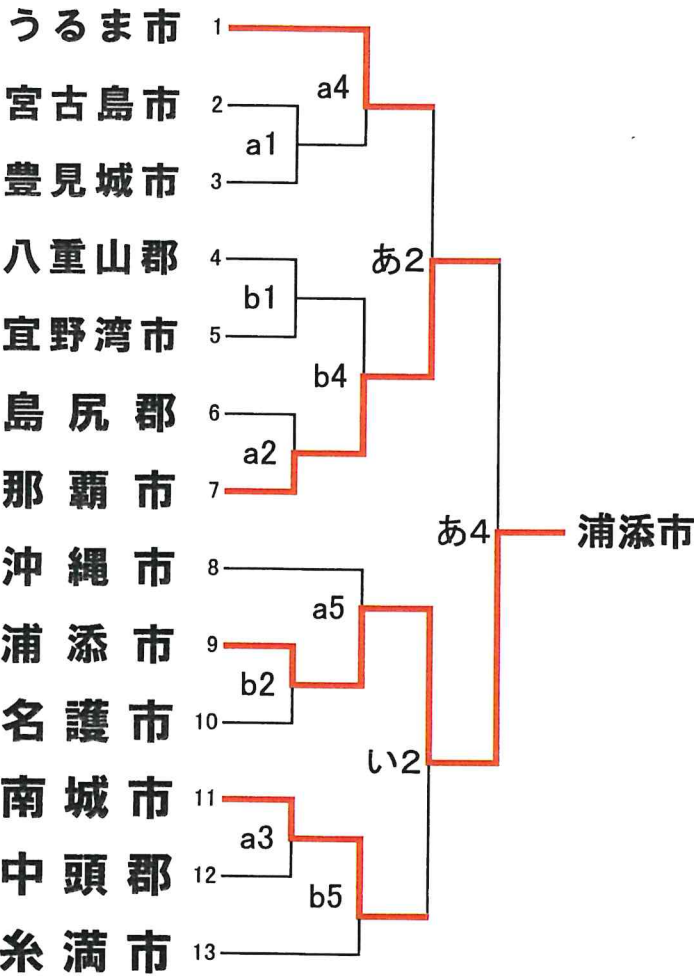 うるま市 1
a4
宮古島市 2
a1
豊見城市 3
八重山郡 4
あ2
b1
宜野湾市 5
b4
島尻郡 6
a2
那覇市 7
あ4 浦添市
沖縄市 8
a5
浦添市 9
b2
名護市 10
い2
南城市 11
a3
中頭郡 12
b5
糸満市 13